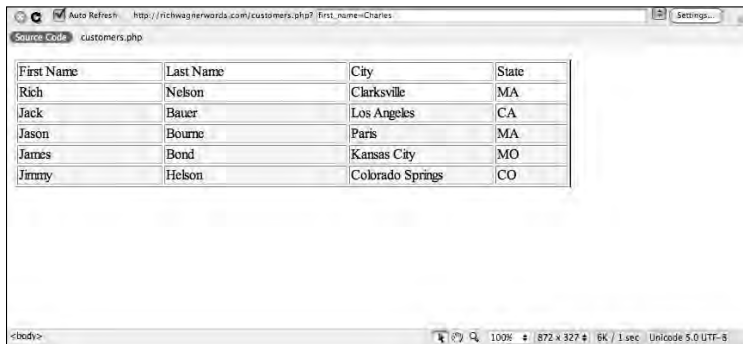 Auto Refresh http://richwagnerwords.com/customers.php? first_name=Charles Settings...
Source Code customers.php
First Name Last Name City State
Rich Nelson Clarksville MA
Jack Bauer Los Angeles CA
Jason Bourne Paris MA
James Bond Kansas City MO
Jimmy Helson Colorado Springs CO
<body> 100% 872 x 327 6K / 1 sec Unicode 5.0 UTF-8